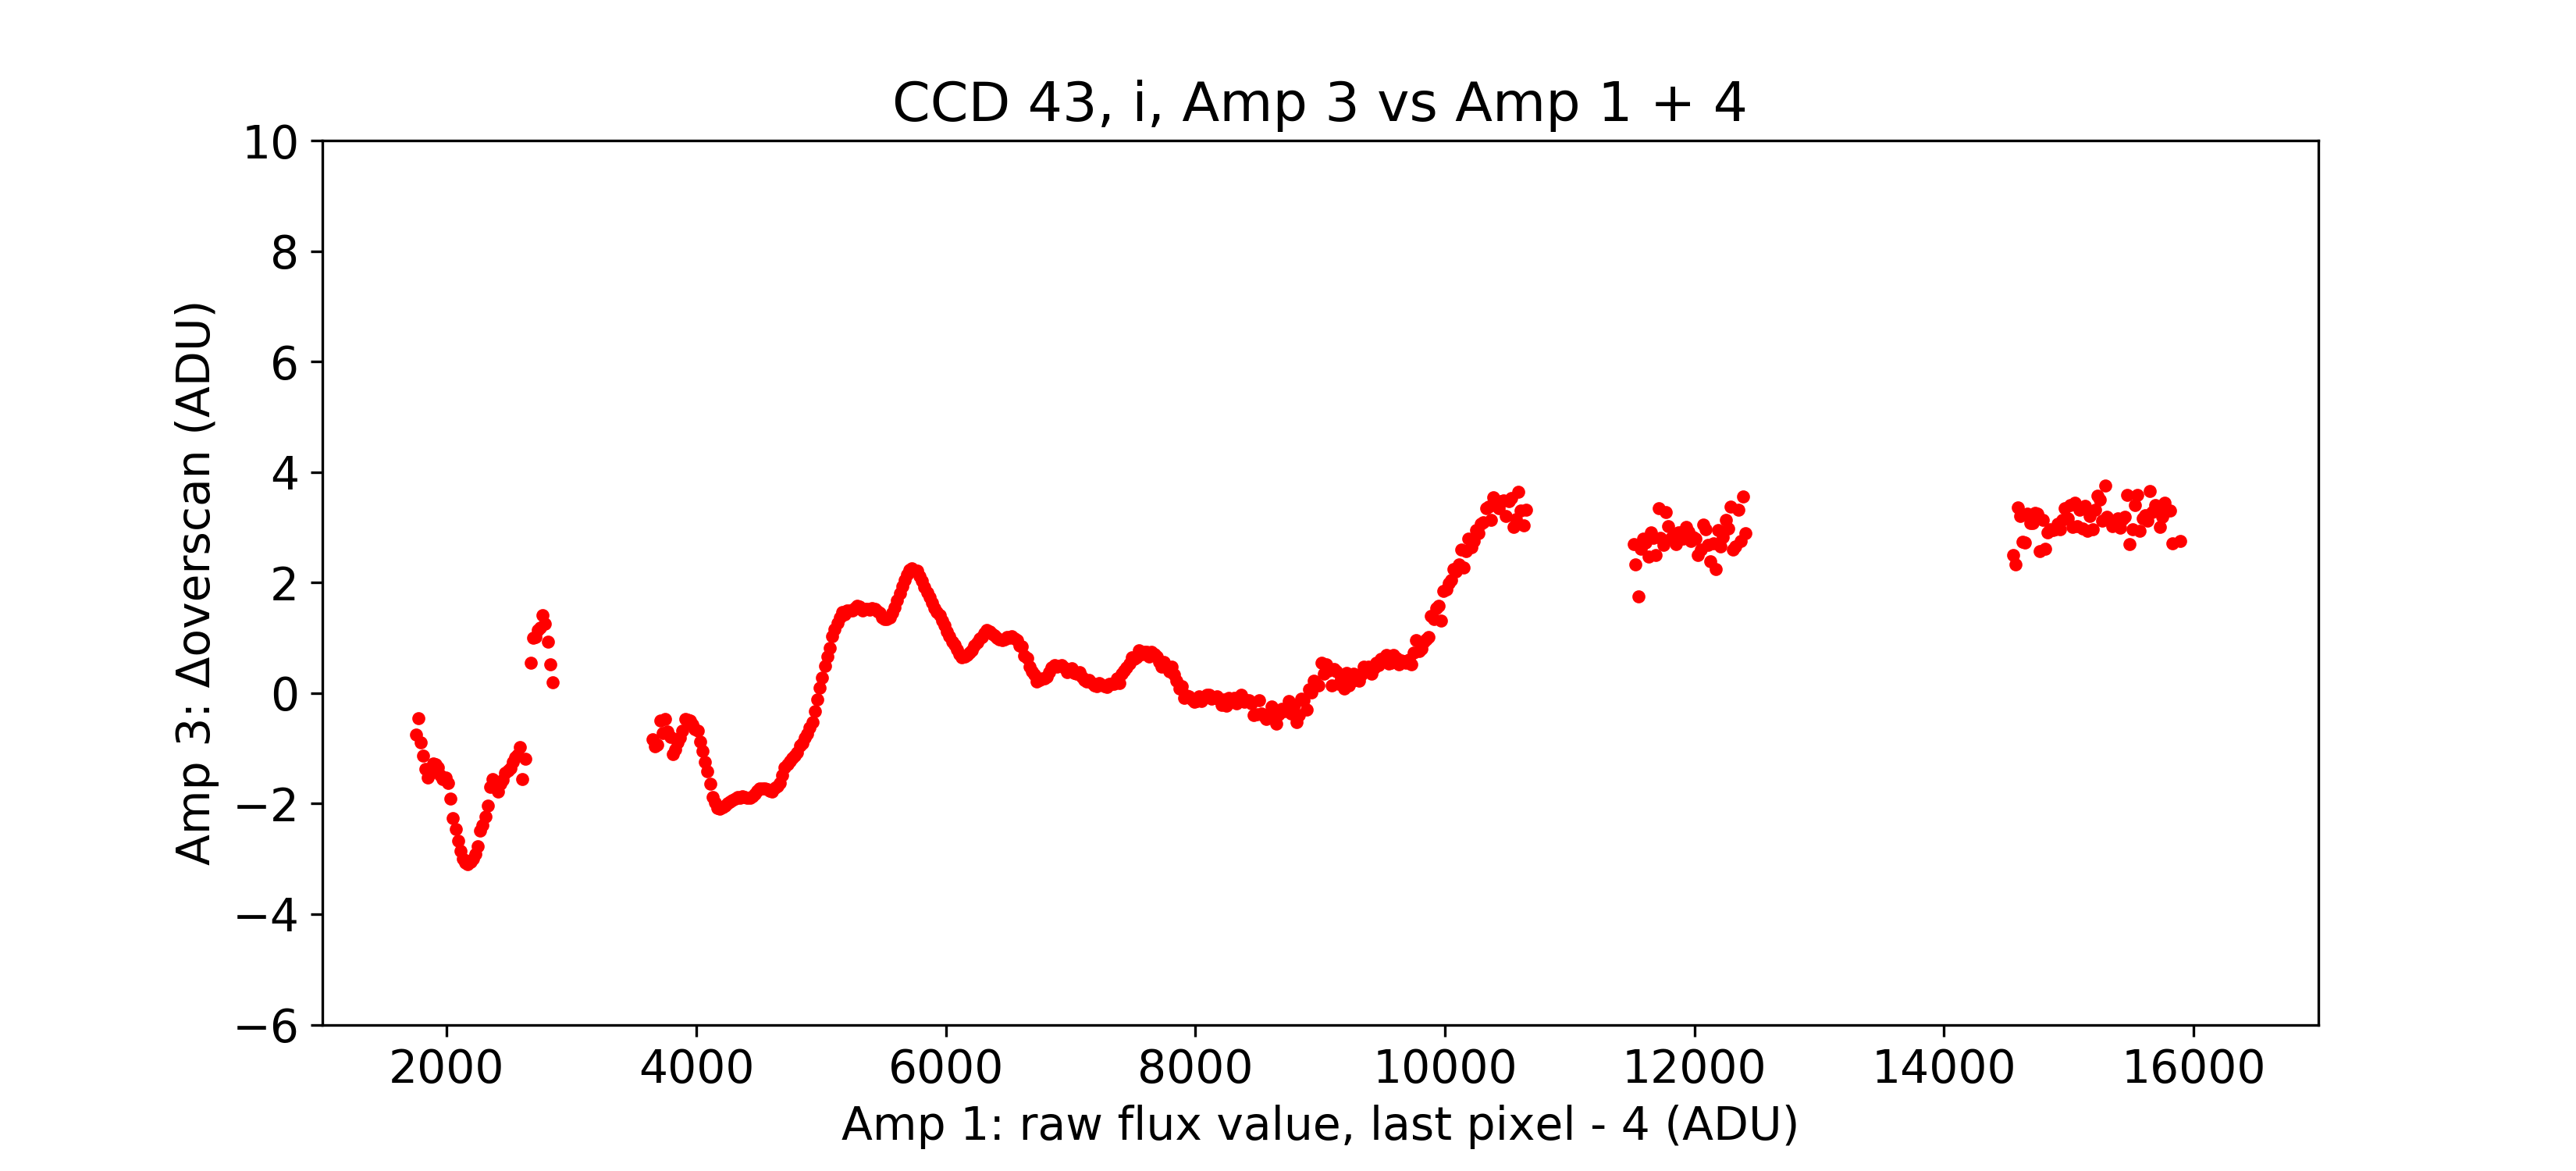 CCD 43, i, Amp 3 vs Amp 1 + 4
10
8
6
4
2
0
−2
−4
−6
Amp 3: Δoverscan (ADU)
2000 4000 6000 8000 10000 12000 14000 16000
Amp 1: raw flux value, last pixel - 4 (ADU)